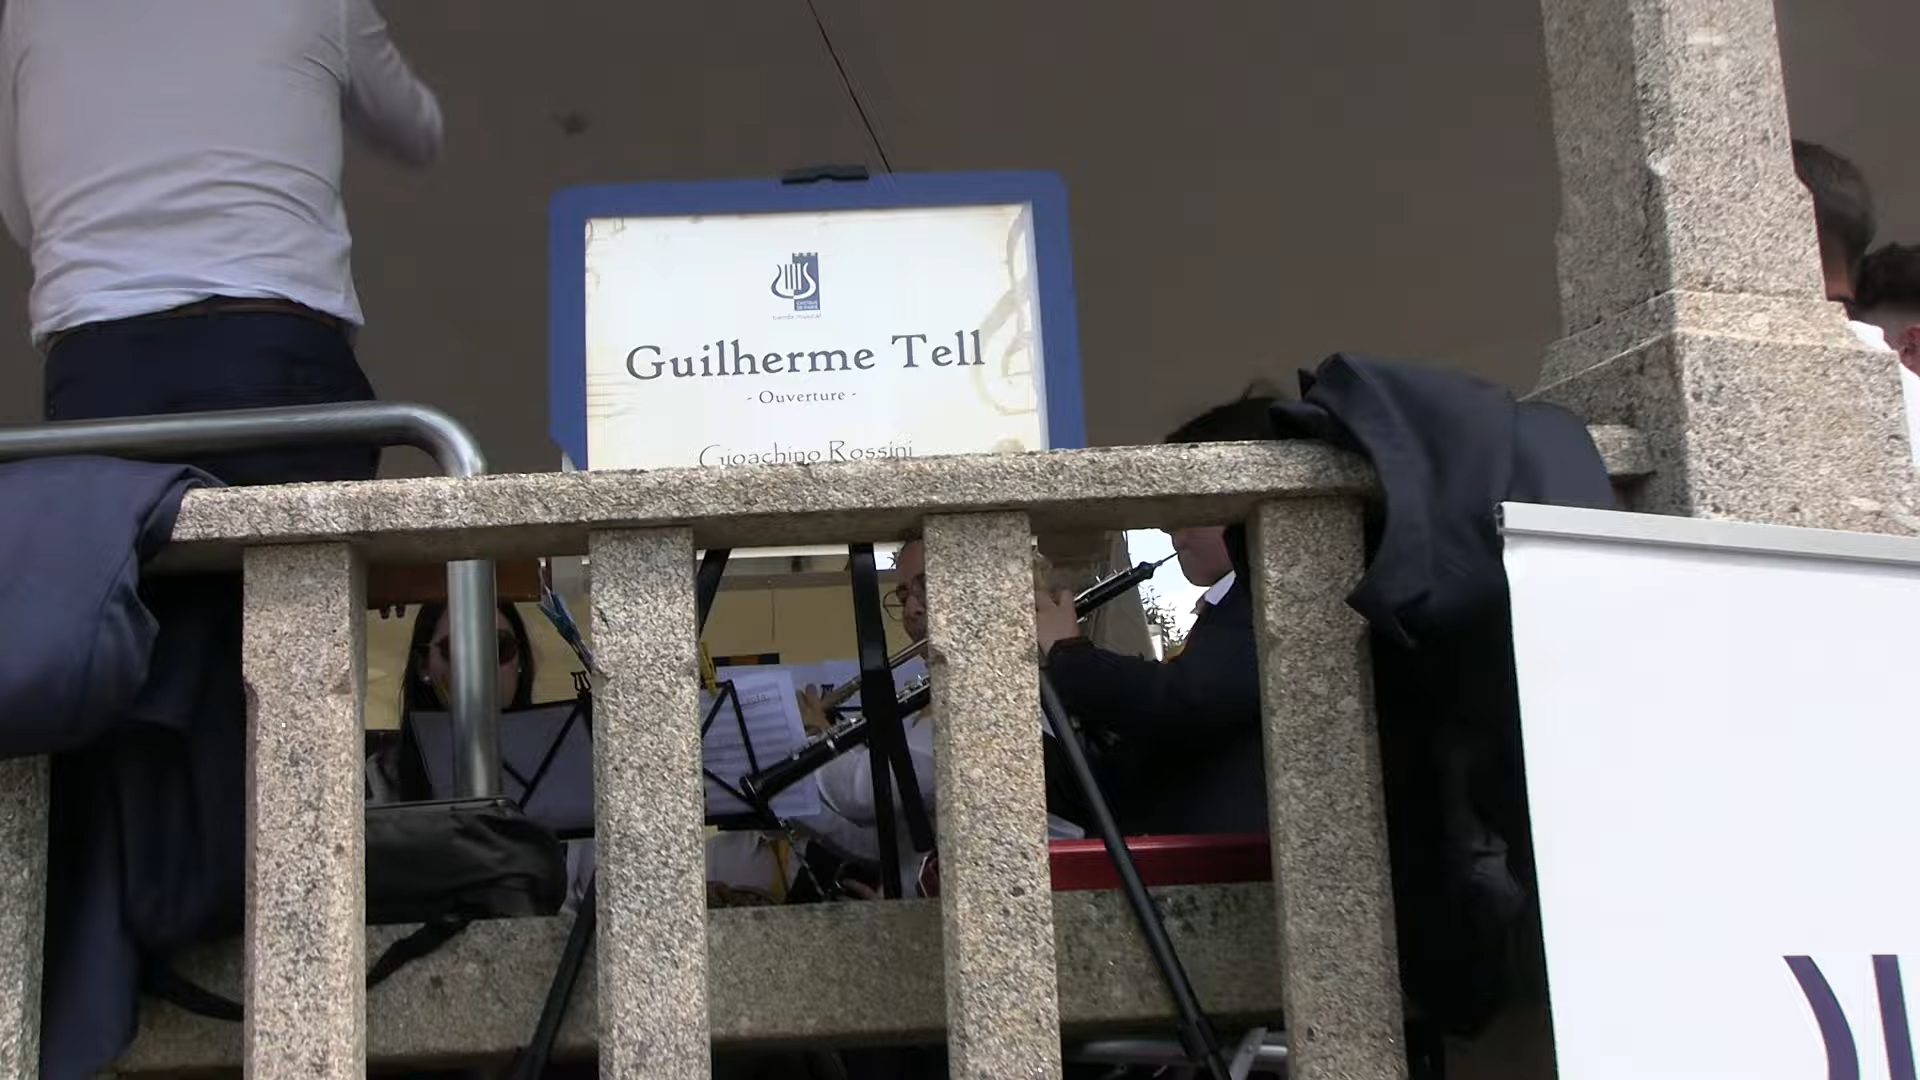 Guilherme Tell
- Ouverture -
Gioachino Rossini